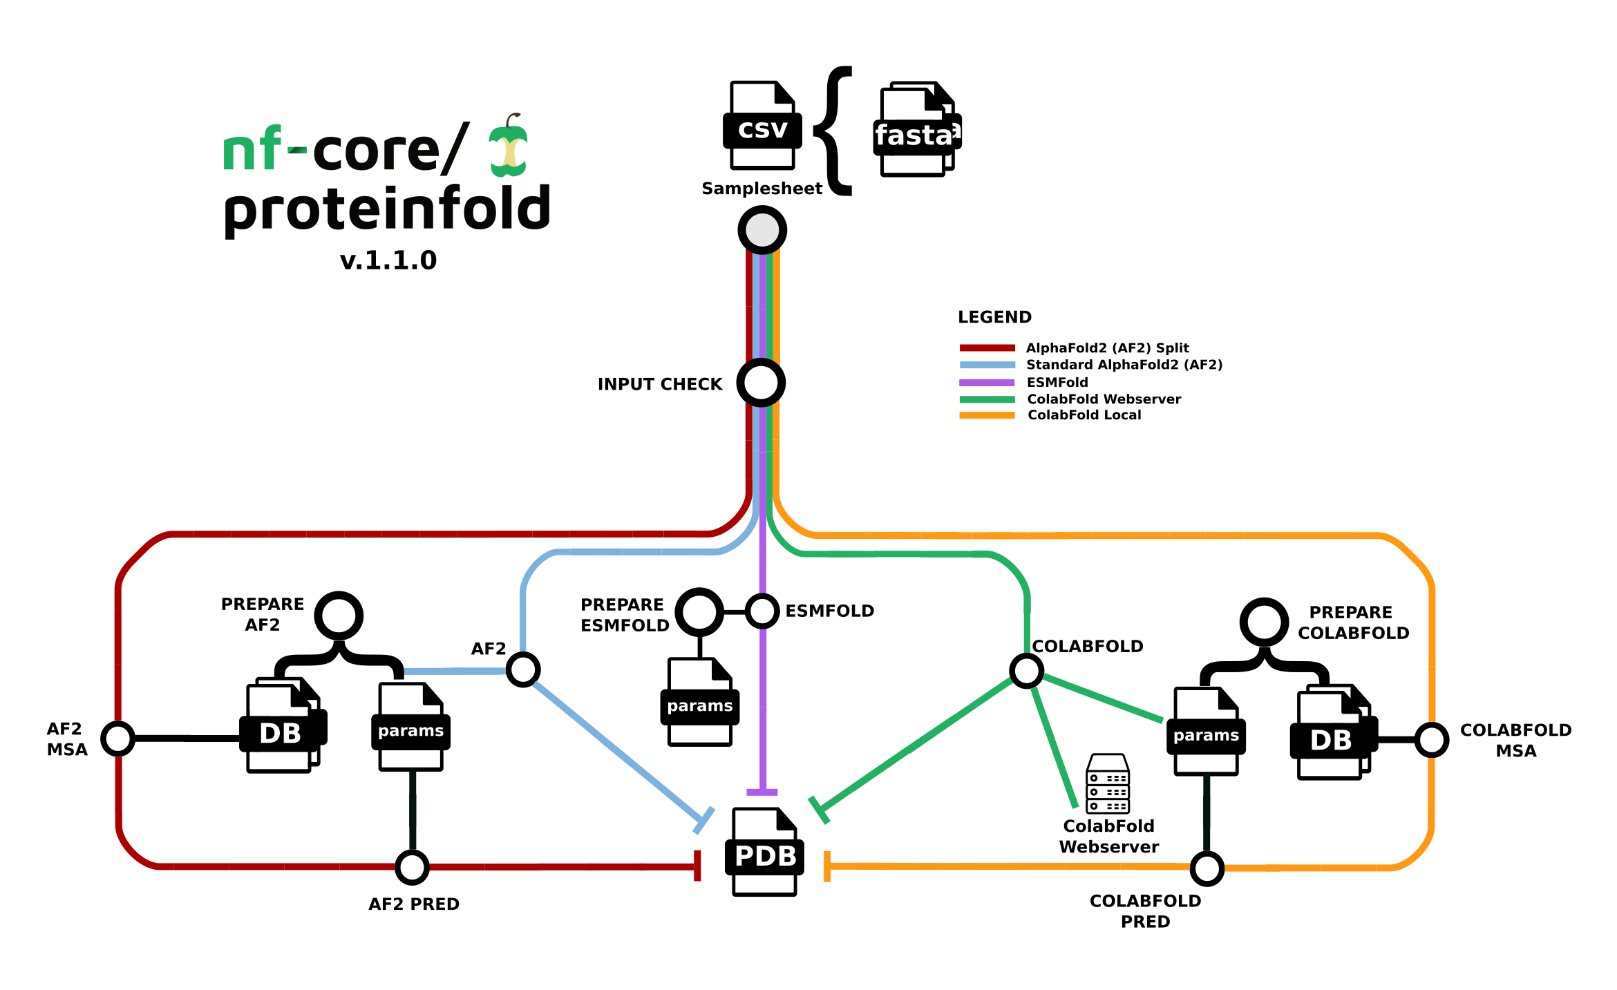 nf-core/
proteinfold
v.1.1.0
csv
fasta
Samplesheet
INPUT CHECK
LEGEND
AlphaFold2 (AF2) Split
Standard AlphaFold2 (AF2)
ESMFold
ColabFold Webserver
ColabFold Local
PREPARE
AF2
DB
params
AF2
AF2
MSA
AF2 PRED
PREPARE
ESMFOLD
ESMFOLD
params
PDB
COLABFOLD
ColabFold
Webserver
PREPARE
COLABFOLD
params
DB
COLABFOLD
MSA
COLABFOLD
PRED